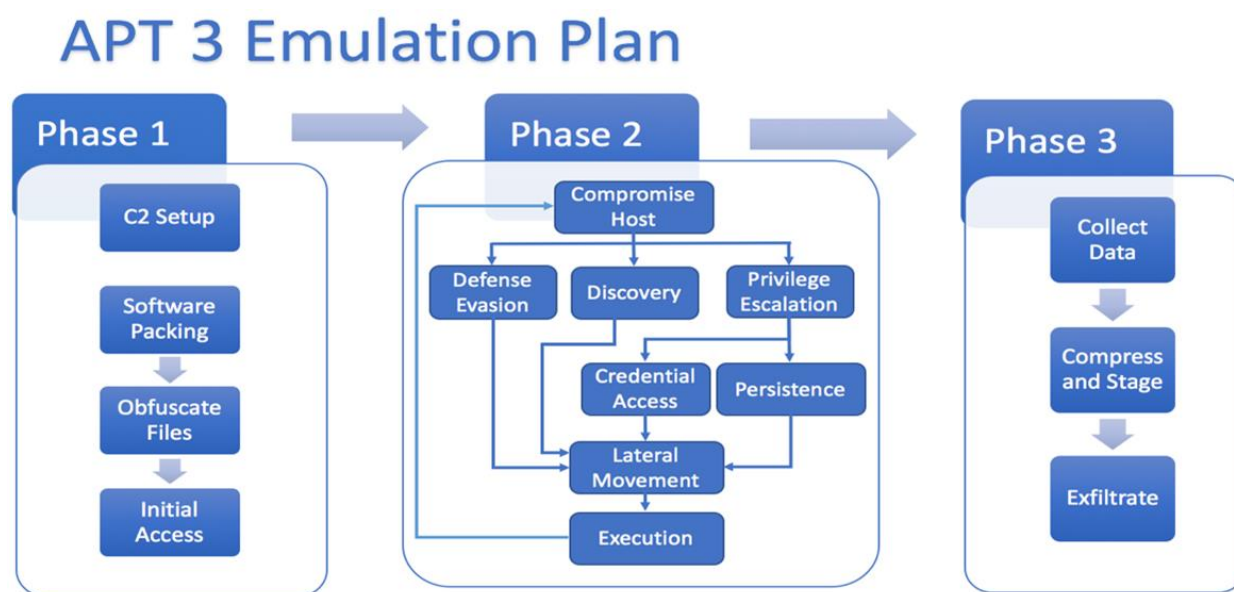 APT 3 Emulation Plan
Phase 1
C2 Setup
Software
Packing
Obfuscate
Files
Initial
Access
Phase 2
Compromise
Host
Defense
Evasion
Discovery
Privilege
Escalation
Credential
Access
Persistence
Lateral
Movement
Execution
Phase 3
Collect
Data
Compress
and Stage
Exfiltrate